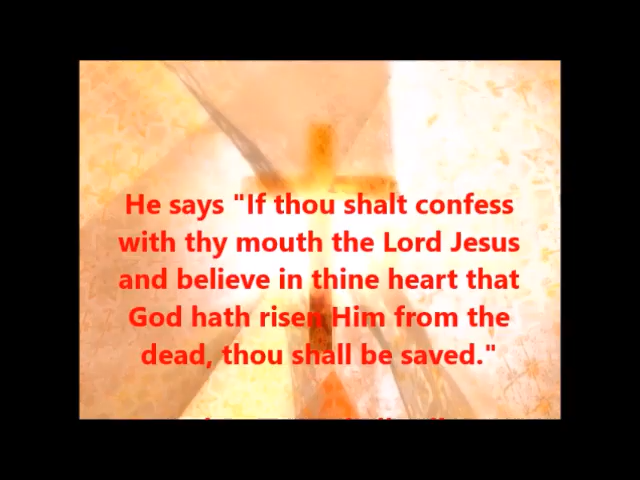 He says "If thou shalt confess
with thy mouth the Lord Jesus
and believe in thine heart that
God hath risen Him from the
dead, thou shall be saved."